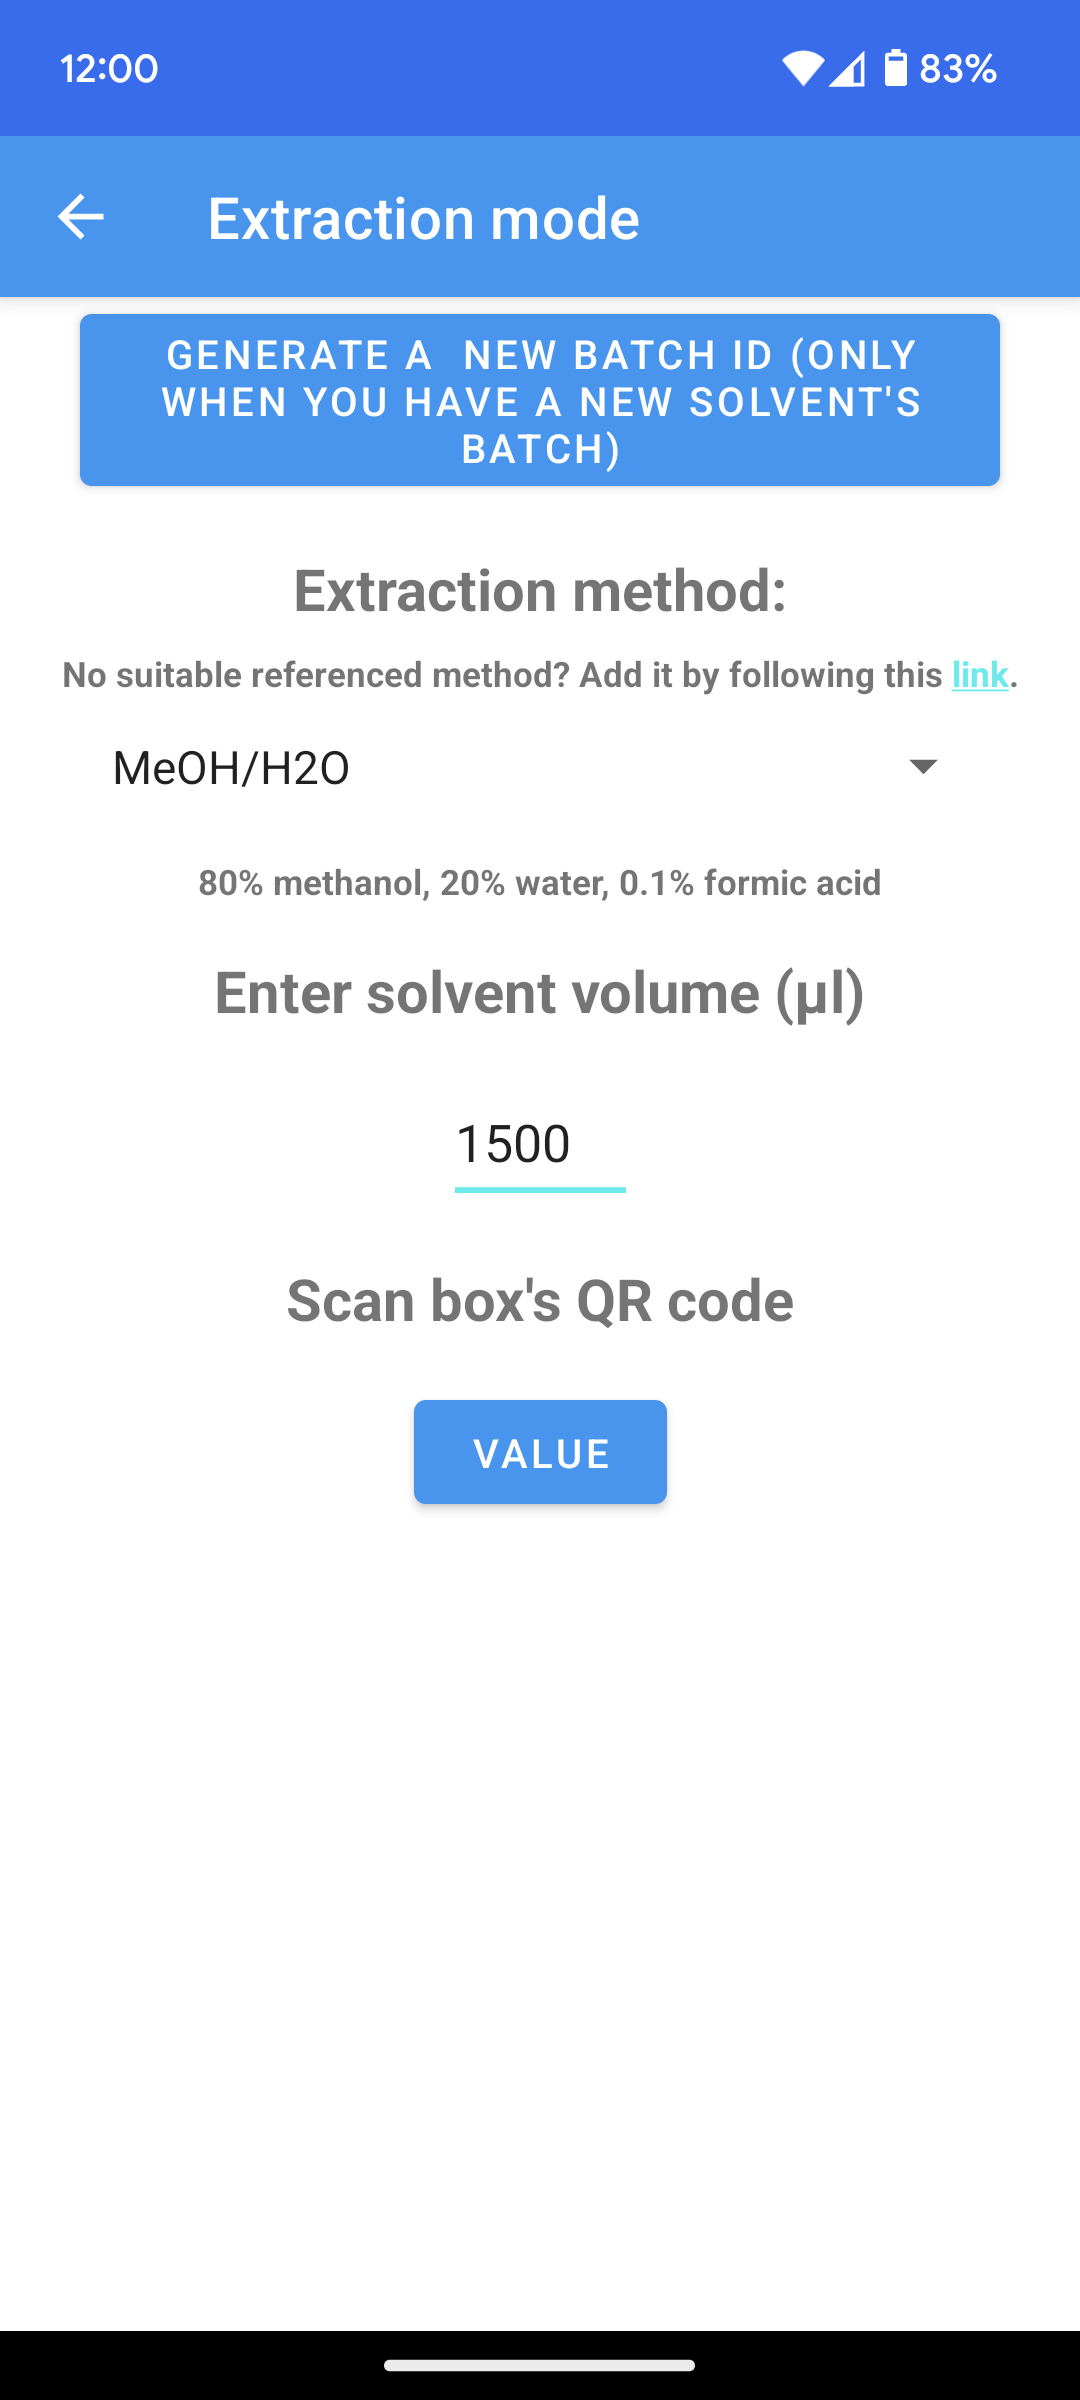 12:00
83%
Extraction mode
GENERATE A  NEW BATCH ID (ONLY
WHEN YOU HAVE A NEW SOLVENT'S
BATCH)
Extraction method:
No suitable referenced method? Add it by following this link.
MeOH/H2O
80% methanol, 20% water, 0.1% formic acid
Enter solvent volume (µl)
1500
Scan box's QR code
VALUE